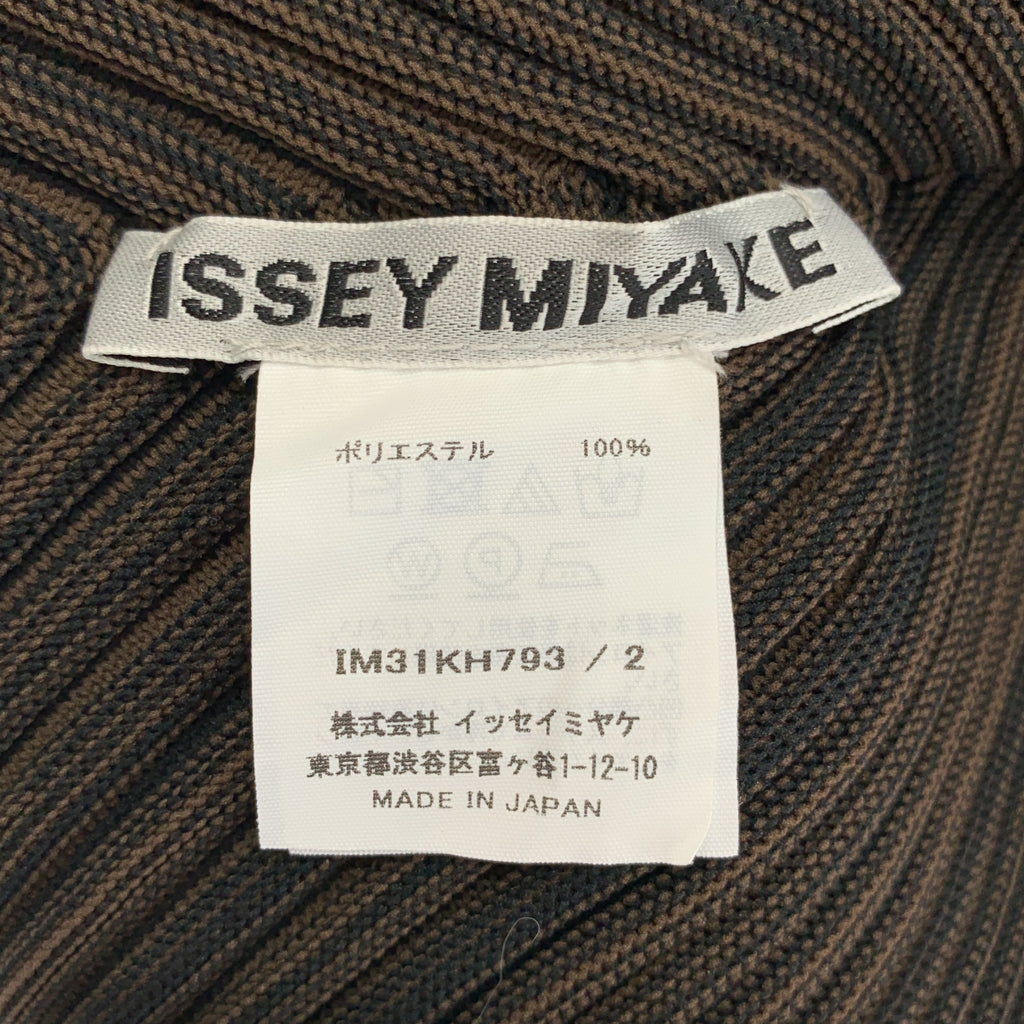 ISSEY MIYAKE
ポリエステル 100%
IM31KH793 / 2
株式会社 イッセイミヤケ
東京都渋谷区富ヶ谷1-12-10
MADE IN JAPAN